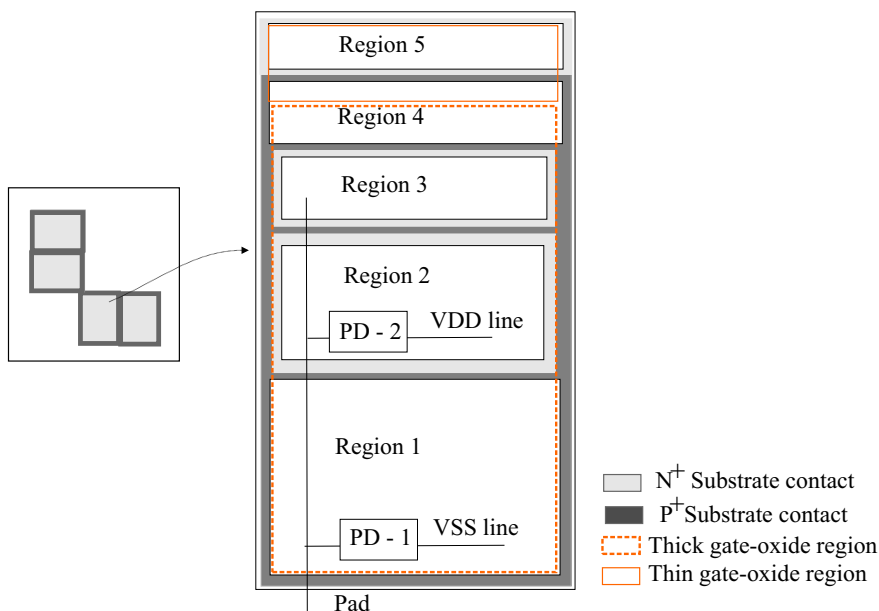 Region 5
Region 4
Region 3
Region 2
VDD line
PD - 2
Region 1
VSS line
PD - 1
Pad
N+ Substrate contact
P+ Substrate contact
Thick gate-oxide region
Thin gate-oxide region